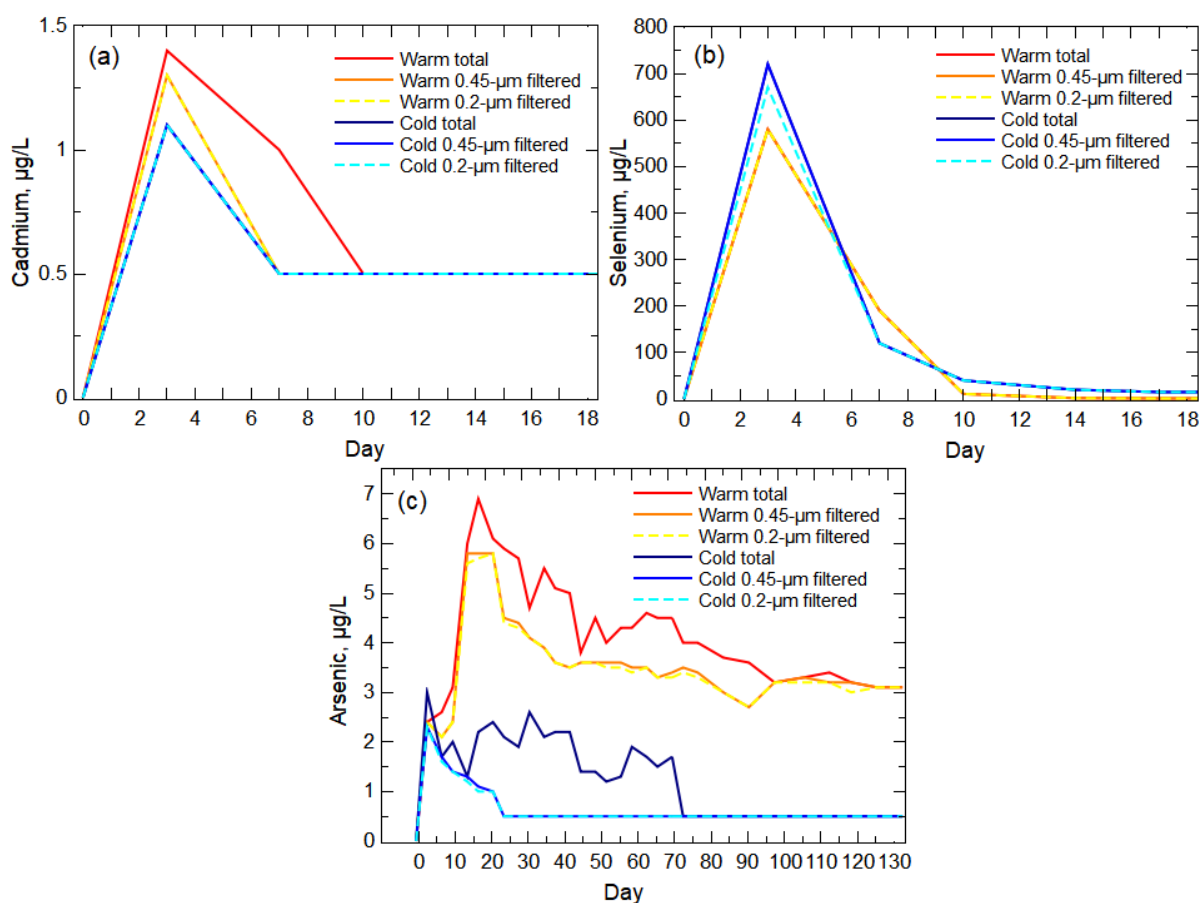 (a)
Cadmium, µg/L
1.5
1
0.5
0
Warm total
Warm 0.45-µm filtered
Warm 0.2-µm filtered
Cold total
Cold 0.45-µm filtered
Cold 0.2-µm filtered
0 2 4 6 8 10 12 14 16 18
Day
(b)
Selenium, µg/L
800
700
600
500
400
300
200
100
0
Warm total
Warm 0.45-µm filtered
Warm 0.2-µm filtered
Cold total
Cold 0.45-µm filtered
Cold 0.2-µm filtered
0 2 4 6 8 10 12 14 16 18
Day
(c)
Arsenic, µg/L
7
6
5
4
3
2
1
0
Warm total
Warm 0.45-µm filtered
Warm 0.2-µm filtered
Cold total
Cold 0.45-µm filtered
Cold 0.2-µm filtered
0 10 20 30 40 50 60 70 80 90 100 110 120 130
Day